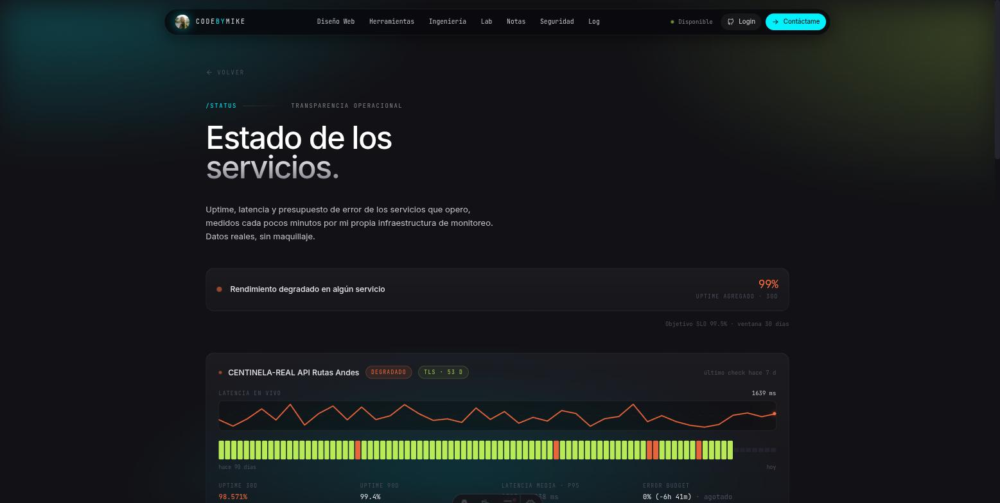 CODEBYMIKE
Diseño Web
Herramientas
Ingeniería
Lab
Notas
Seguridad
Log
Disponible
Login
Contáctame
← VOLVER
/STATUS
TRANSPARENCIA OPERACIONAL
Estado de los
servicios.
Uptime, latencia y presupuesto de error de los servicios que opero,
medidos cada pocos minutos por mi propia infraestructura de monitoreo.
Datos reales, sin maquillaje.
Rendimiento degradado en algún servicio
99%
UPTIME AGREGADO · 30D
Objetivo SLO 99.5% · ventana 30 días
CENTINELA-REAL API Rutas Andes
DEGRADADO
TLS · 53 D
último check hace 7 d
LATENCIA EN VIVO
1639 ms
hace 90 días
hoy
UPTIME 30D
UPTIME 90D
LATENCIA MEDIA · P95
ERROR BUDGET
98.571%
99.4%
ms
0% (-6h 41m) · agotado